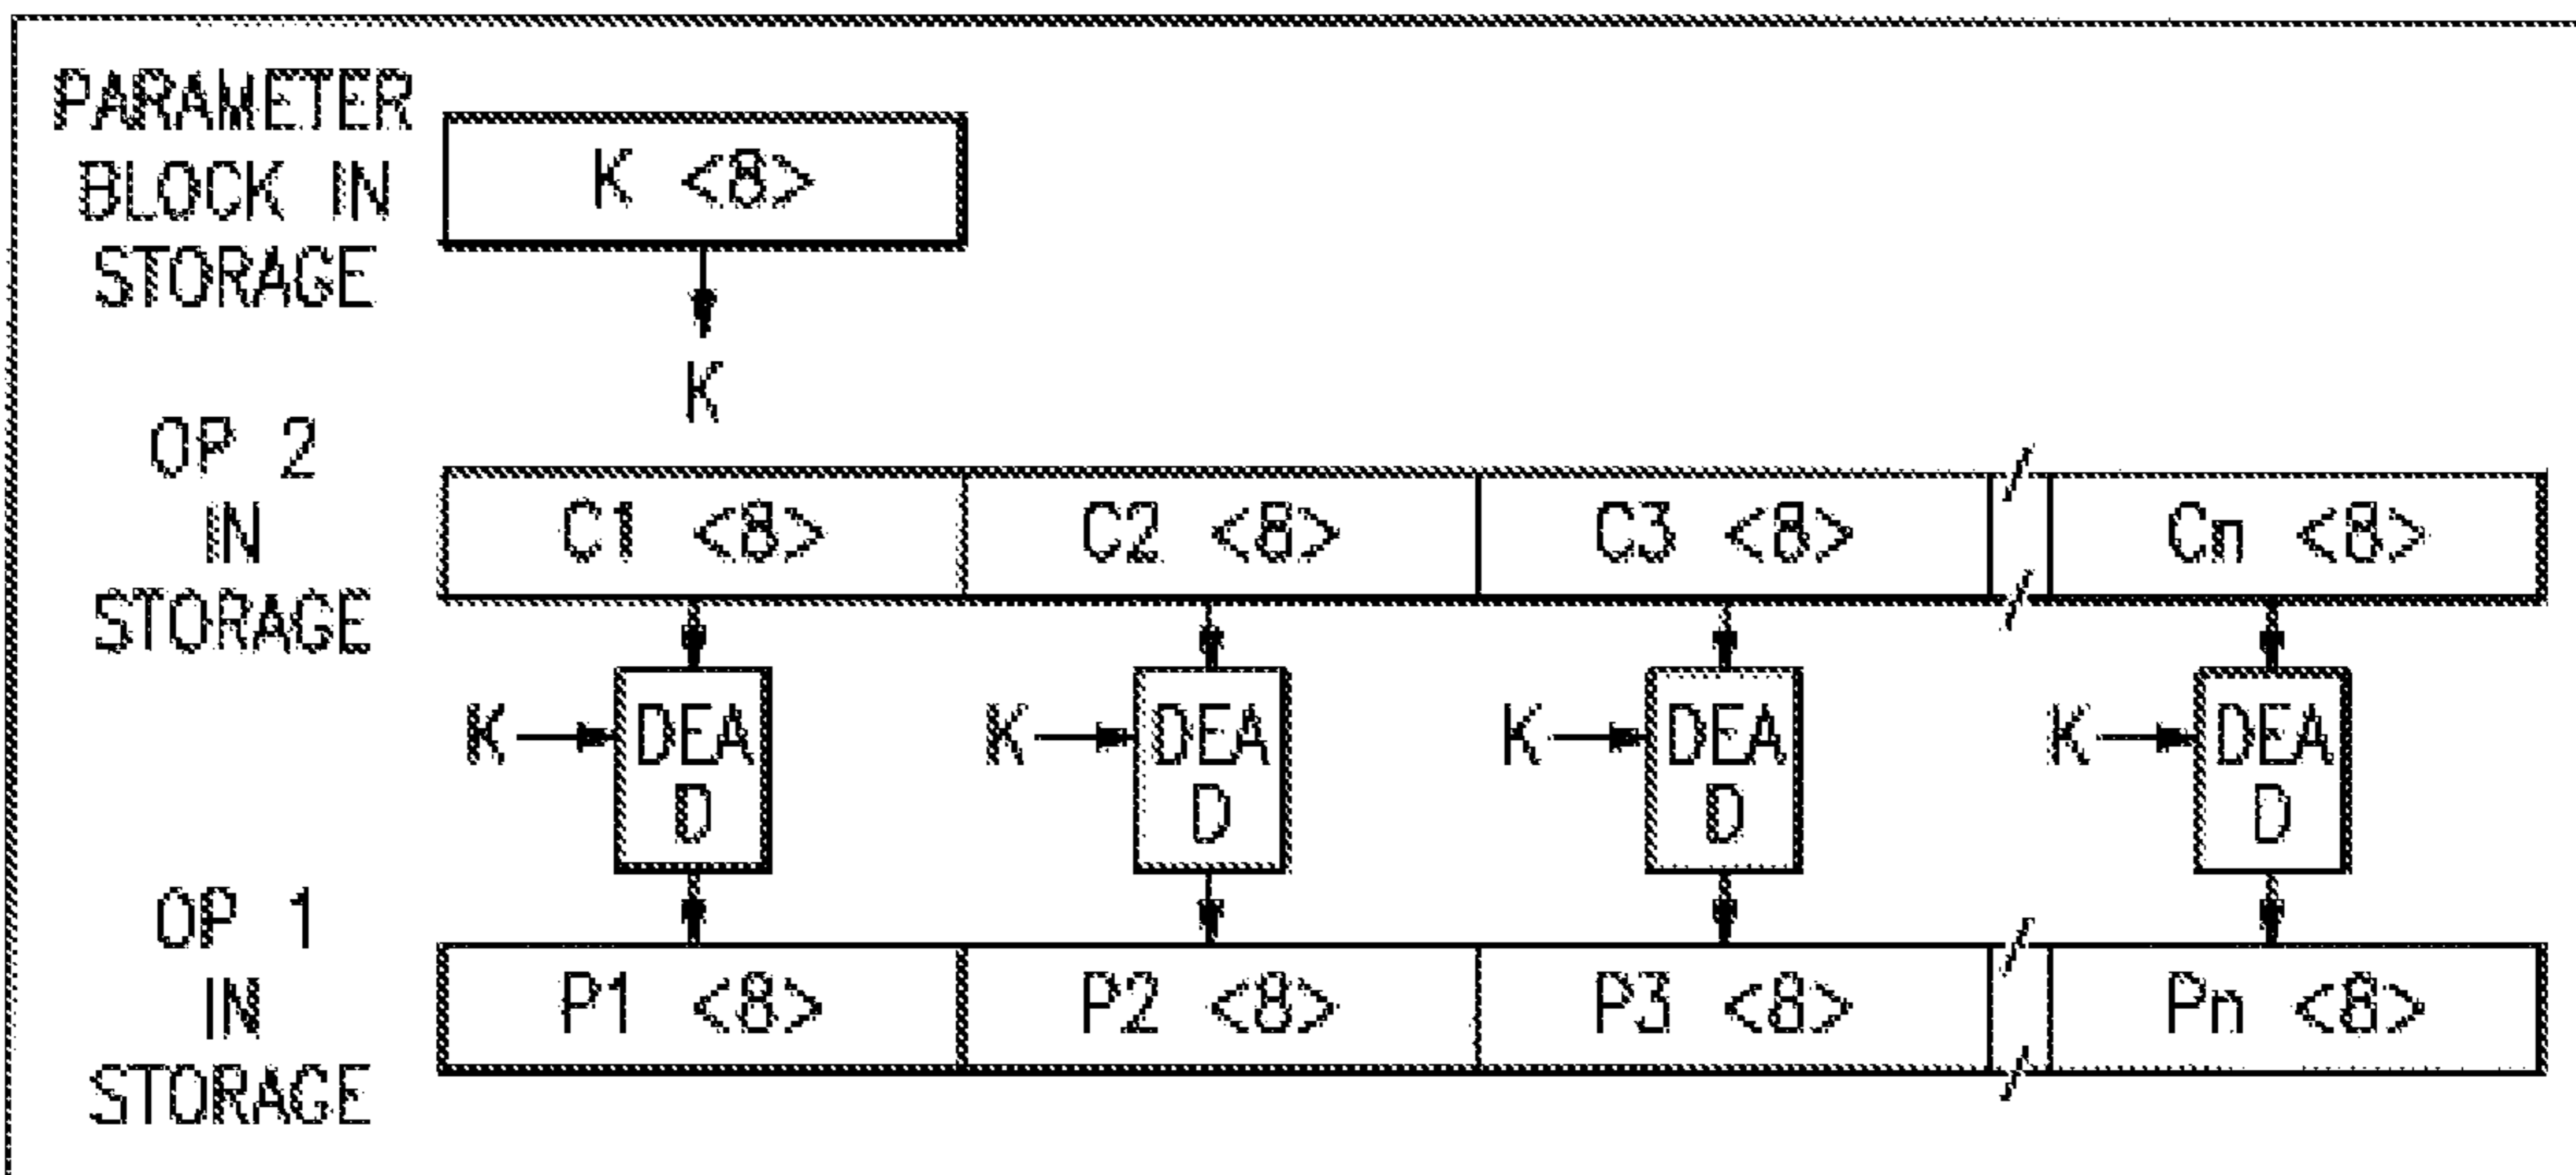 PARAMETER
BLOCK IN
STORAGE
K <8>
K
OP 2
IN
STORAGE
C1 <8> C2 <8> C3 <8> Cn <8>
K DEA K DEA K DEA K DEA
D D D D
OP 1
IN
STORAGE
P1 <8> P2 <8> P3 <8> Pn <8>